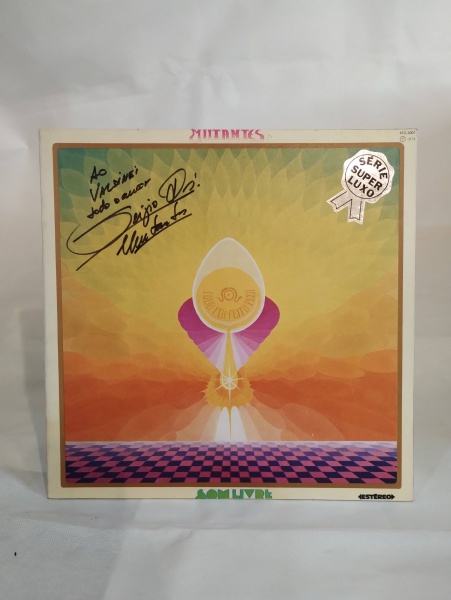 MUTANTES
AO
VALDINEI
todo o amor
Sergio Dias
Mutantes
SÉRIE
SUPER
LUXO
SOM LIVRE
ESTÉREO